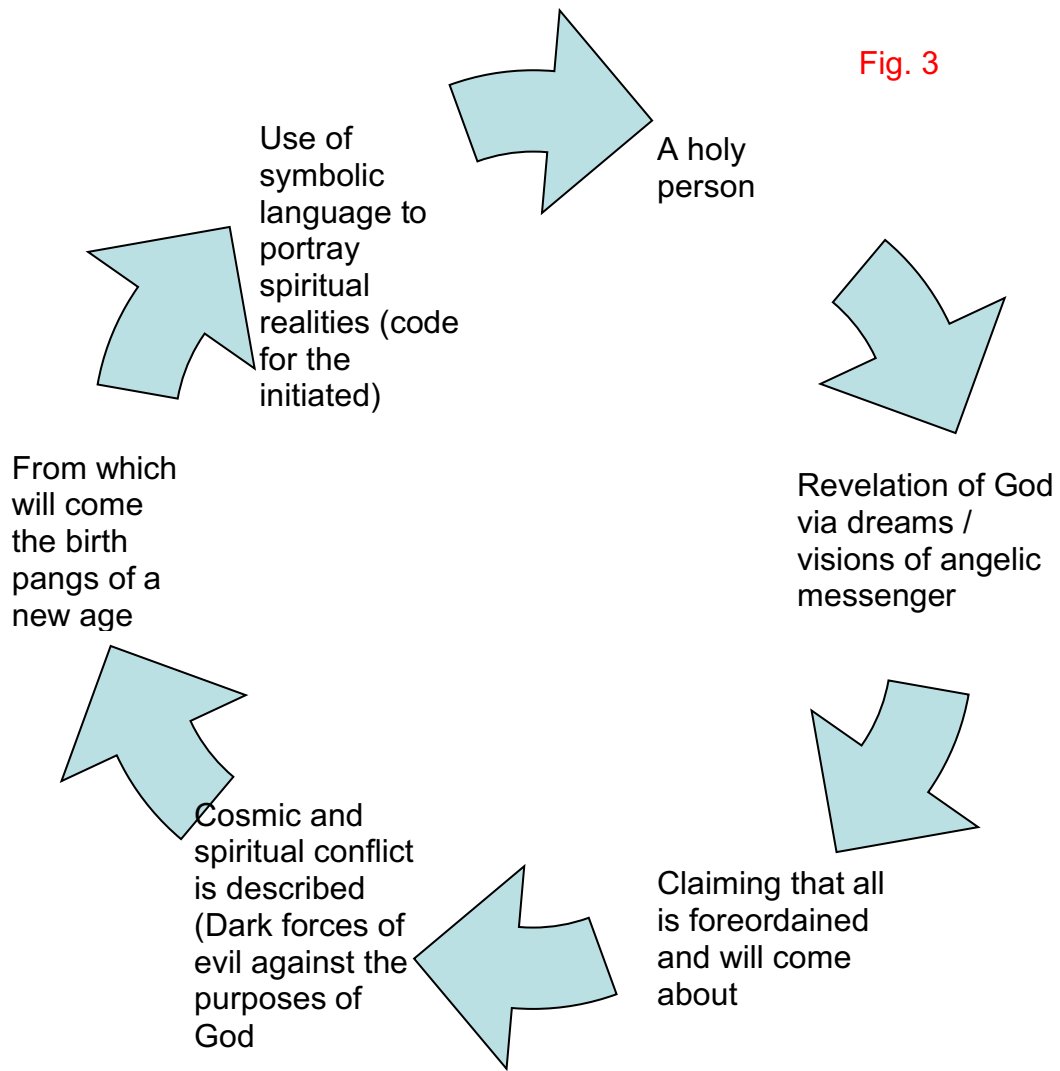 Fig. 3
A holy
person
Revelation of God
via dreams /
visions of angelic
messenger
Claiming that all
is foreordained
and will come
about
Cosmic and
spiritual conflict
is described
(Dark forces of
evil against the
purposes of
God
From which
will come
the birth
pangs of a
new age
Use of
symbolic
language to
portray
spiritual
realities (code
for the
initiated)